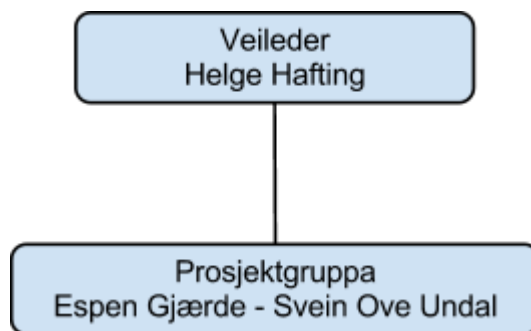 Veileder
Helge Hafting
Prosjektgruppa
Espen Gjærde - Svein Ove Undal